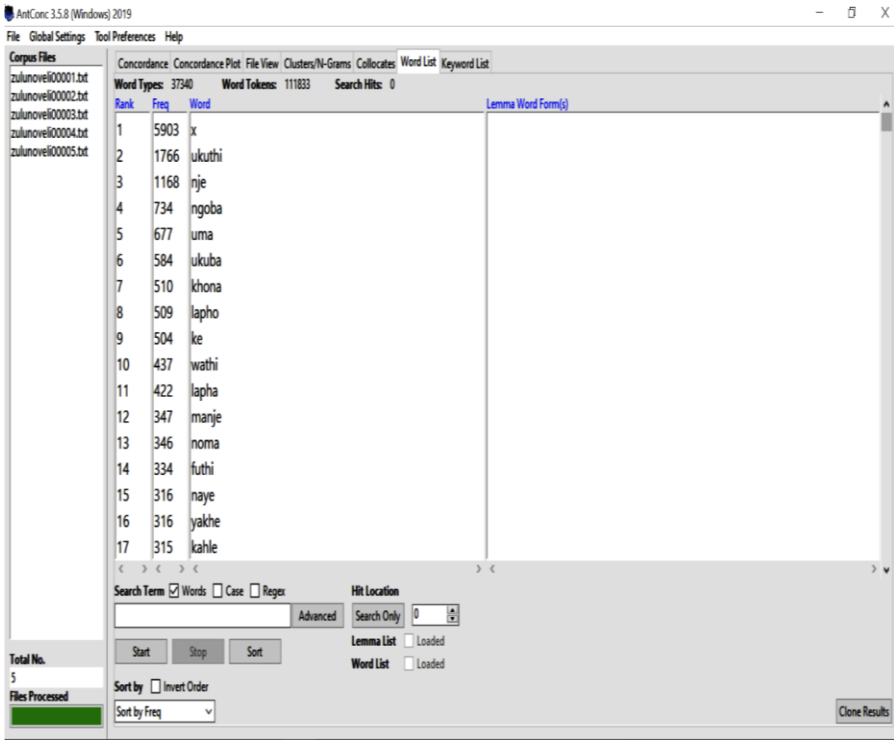 AntConc 3.5.8 (Windows) 2019
File Global Settings Tool Preferences Help
Corpus Files
zulunoveli00001.txt
zulunoveli00002.txt
zulunoveli00003.txt
zulunoveli00004.txt
zulunoveli00005.txt
Concordance Concordance Plot File View Clusters/N-Grams Collocates Word List Keyword List
Word Types: 37340 Word Tokens: 111833 Search Hits: 0
Rank Freq Word Lemma Word Form(s)
1 5903 x
2 1766 ukuthi
3 1168 nje
4 734 ngoba
5 677 uma
6 584 ukuba
7 510 khona
8 509 lapho
9 504 ke
10 437 wathi
11 422 lapha
12 347 manje
13 346 noma
14 334 futhi
15 316 naye
16 316 yakhe
17 315 kahle
Search Term Words Case Regex Hit Location
Advanced Search Only 0
Start Stop Sort
Lemma List Loaded
Word List Loaded
Total No.
5
Files Processed
Sort by Invert Order
Sort by Freq
Clone Results